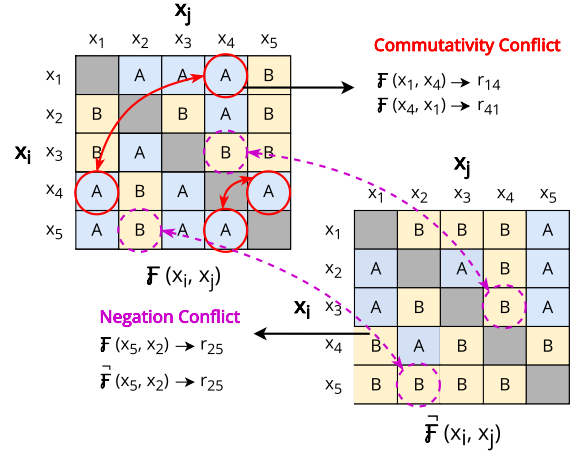 xj
x1 x2 x3 x4 x5
x1 A A A B
x2 B B A B
xi x3 B A B B
x4 A B A A
x5 A B A A
₣ (xi, xj)
Commutativity Conflict
₣ (x1, x4) → r14
₣ (x4, x1) → r41
xj
x1 x2 x3 x4 x5
x1 B B B A
x2 A A B A
xi x3 A B B A
x4 B A B B
x5 B B B B
¬₣ (xi, xj)
Negation Conflict
₣ (x5, x2) → r25
¬₣ (x5, x2) → r25